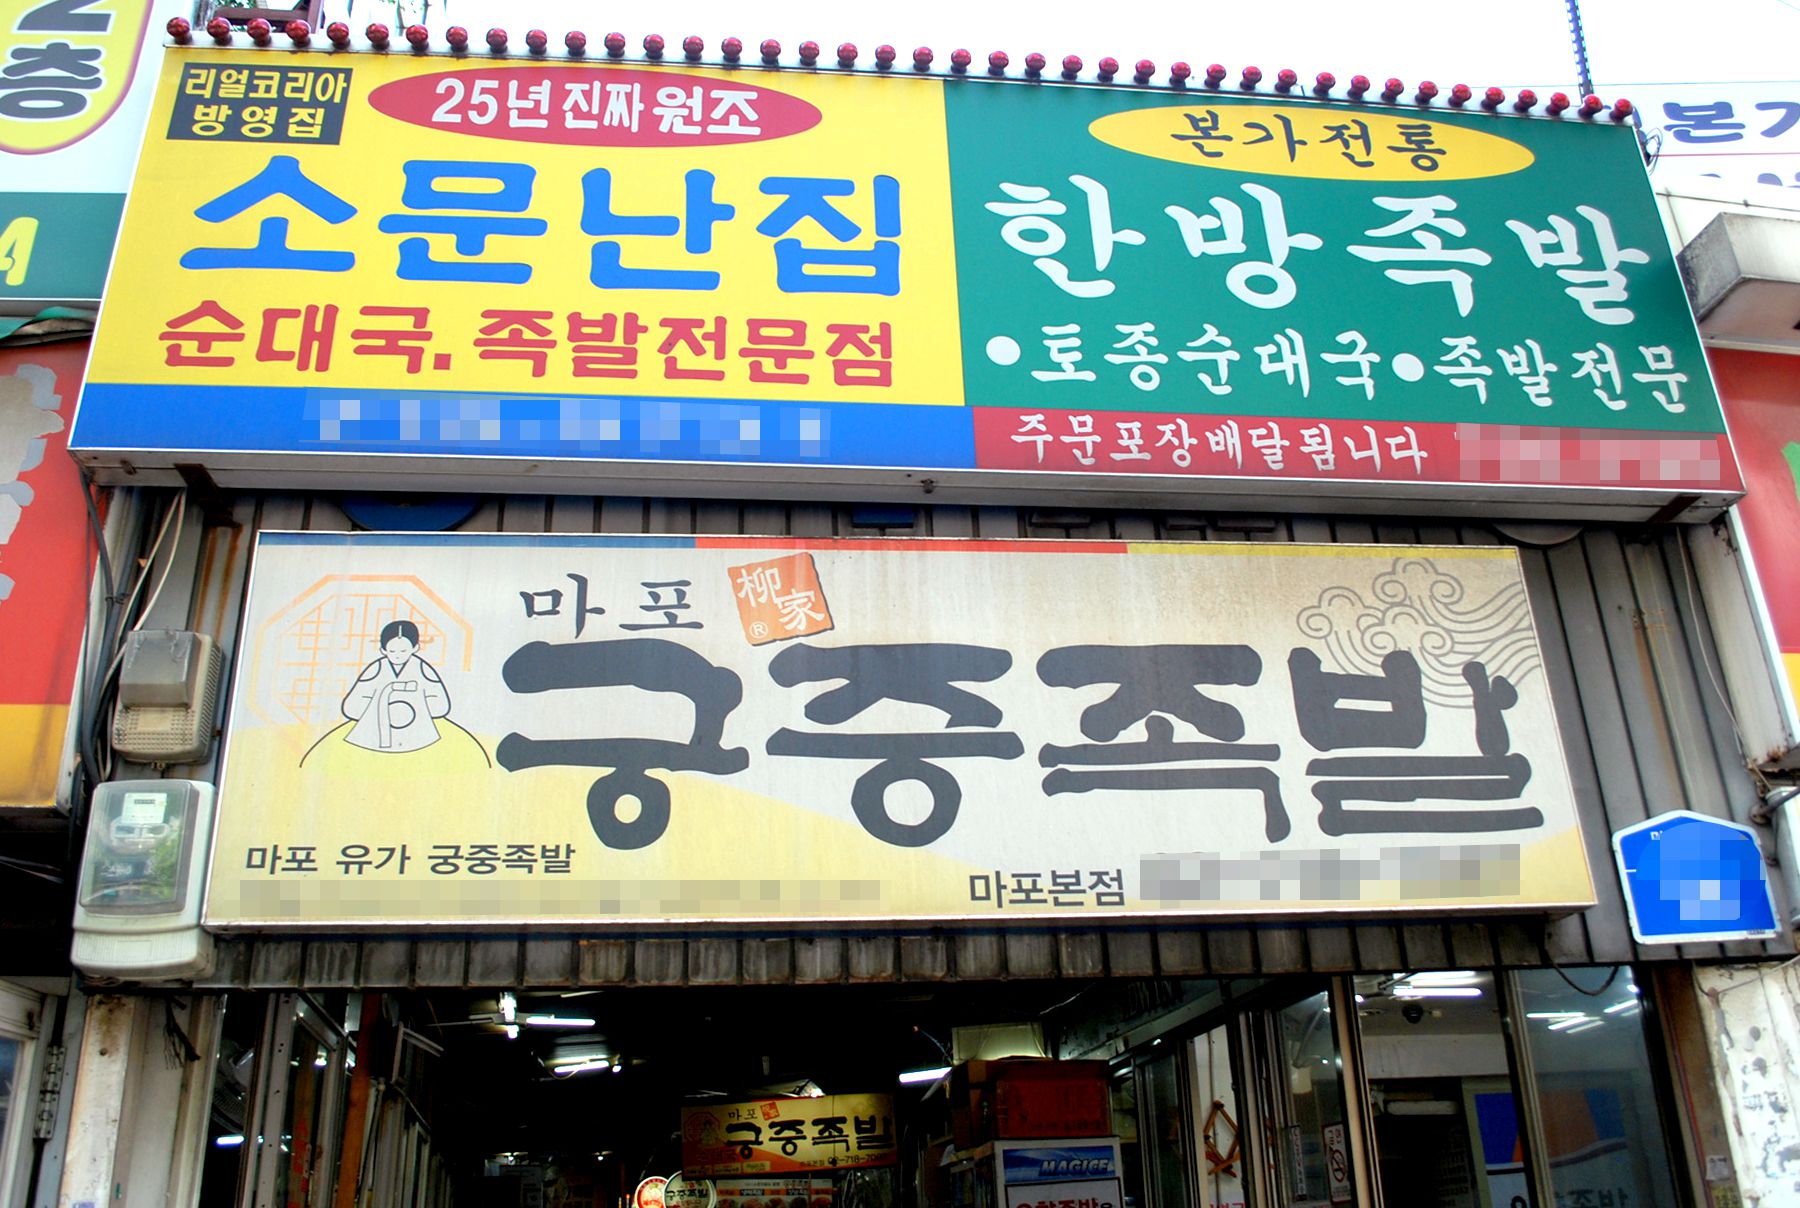 2층
리얼코리아
방영집
25년 진짜 원조
소문난집
순대국. 족발전문점
본가전통
한방족발
•토종순대국•족발전문
주문포장배달됩니다
본가
4
마포
柳家
®
궁중족발
마포 유가 궁중족발
마포본점
마포
궁중족발
MAGICE